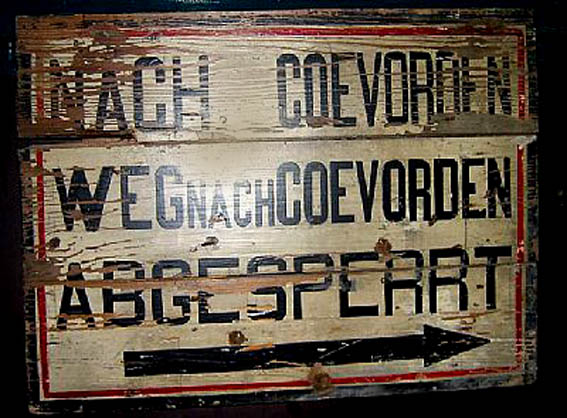 NACH COEVORDEN
WEG NACH COEVORDEN
ABGESPERRT